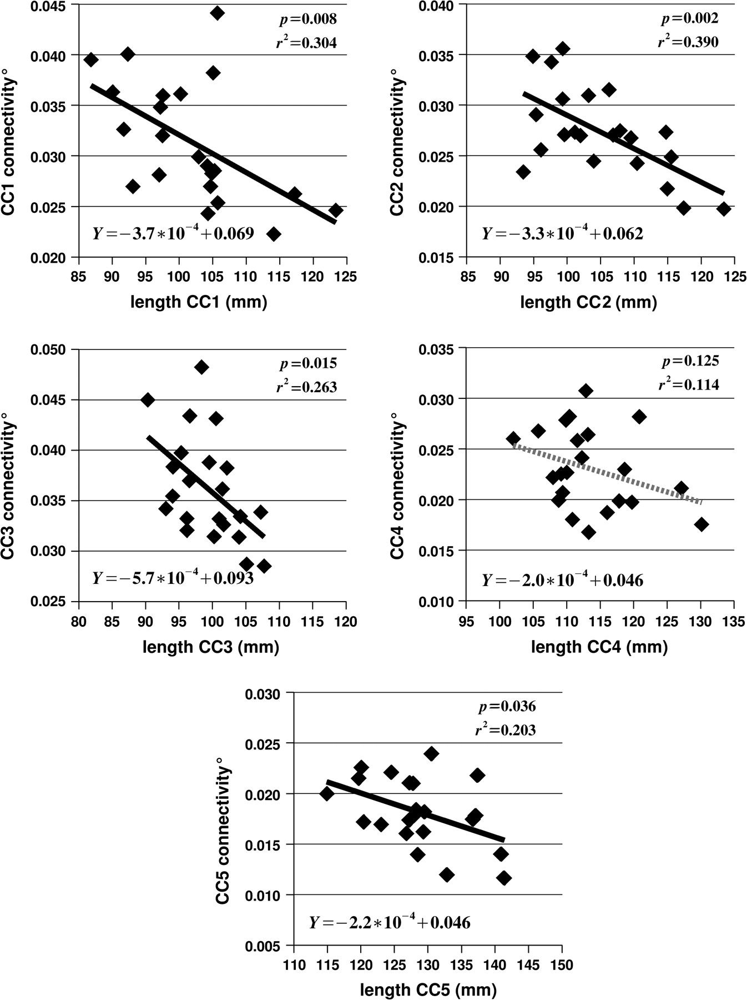 0.045
0.040
0.035
0.030
0.025
0.020
CC1 connectivity°
p=0.008
r²=0.304
Y=−3.7*10⁻⁴+0.069
85 90 95 100 105 110 115 120 125
length CC1 (mm)
0.040
0.035
0.030
0.025
0.020
0.015
CC2 connectivity°
p=0.002
r²=0.390
Y=−3.3*10⁻⁴+0.062
85 90 95 100 105 110 115 120 125
length CC2 (mm)
0.050
0.045
0.040
0.035
0.030
0.025
CC3 connectivity°
p=0.015
r²=0.263
Y=−5.7*10⁻⁴+0.093
80 85 90 95 100 105 110 115 120
length CC3 (mm)
0.035
0.030
0.025
0.020
0.015
0.010
CC4 connectivity°
p=0.125
r²=0.114
Y=−2.0*10⁻⁴+0.046
95 100 105 110 115 120 125 130 135
length CC4 (mm)
0.030
0.025
0.020
0.015
0.010
0.005
CC5 connectivity°
p=0.036
r²=0.203
Y=−2.2*10⁻⁴+0.046
110 115 120 125 130 135 140 145 150
length CC5 (mm)